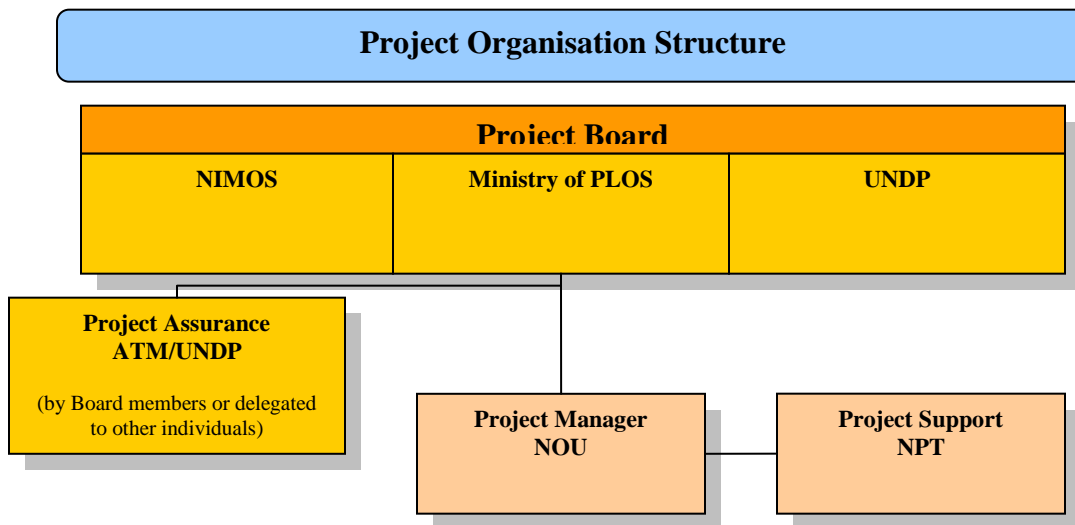 Project Organisation Structure
Project Board
NIMOS
Ministry of PLOS
UNDP
Project Assurance
ATM/UNDP
(by Board members or delegated
to other individuals)
Project Manager
NOU
Project Support
NPT